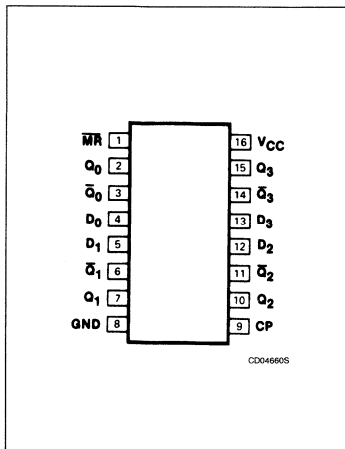 M̅R̅ 1 16 VCC
Q0 2 15 Q3
Q̅0 3 14 Q̅3
D0 4 13 D3
D1 5 12 D2
Q̅1 6 11 Q̅2
Q1 7 10 Q2
GND 8 9 CP
CD04660S